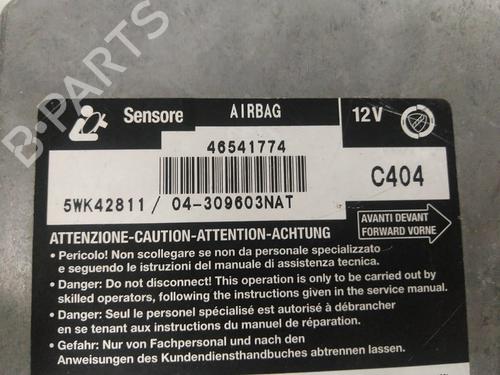 B-PARTS
Sensore AIRBAG 12V
46541774
5WK42811 / 04-309603NAT
C404
AVANTI DEVANT
FORWARD VORNE
ATTENZIONE-CAUTION-ATTENTION-ACHTUNG
• Pericolo! Non scollegare se non da personale specializzato
e seguendo le istruzioni del manuale di assistenza tecnica.
• Danger: Do not disconnect! This operation is only to be carried out by
skilled operators, following the instructions given in the service manual.
• Danger: Seul le personel spécialisé est autorisé à débrancher
en se tenant aux instructions du manuel de réparation.
• Gefahr: Nur von Fachpersonal und nach den
Anweisungen des Kundendiensthandbuches abtrennen lassen.